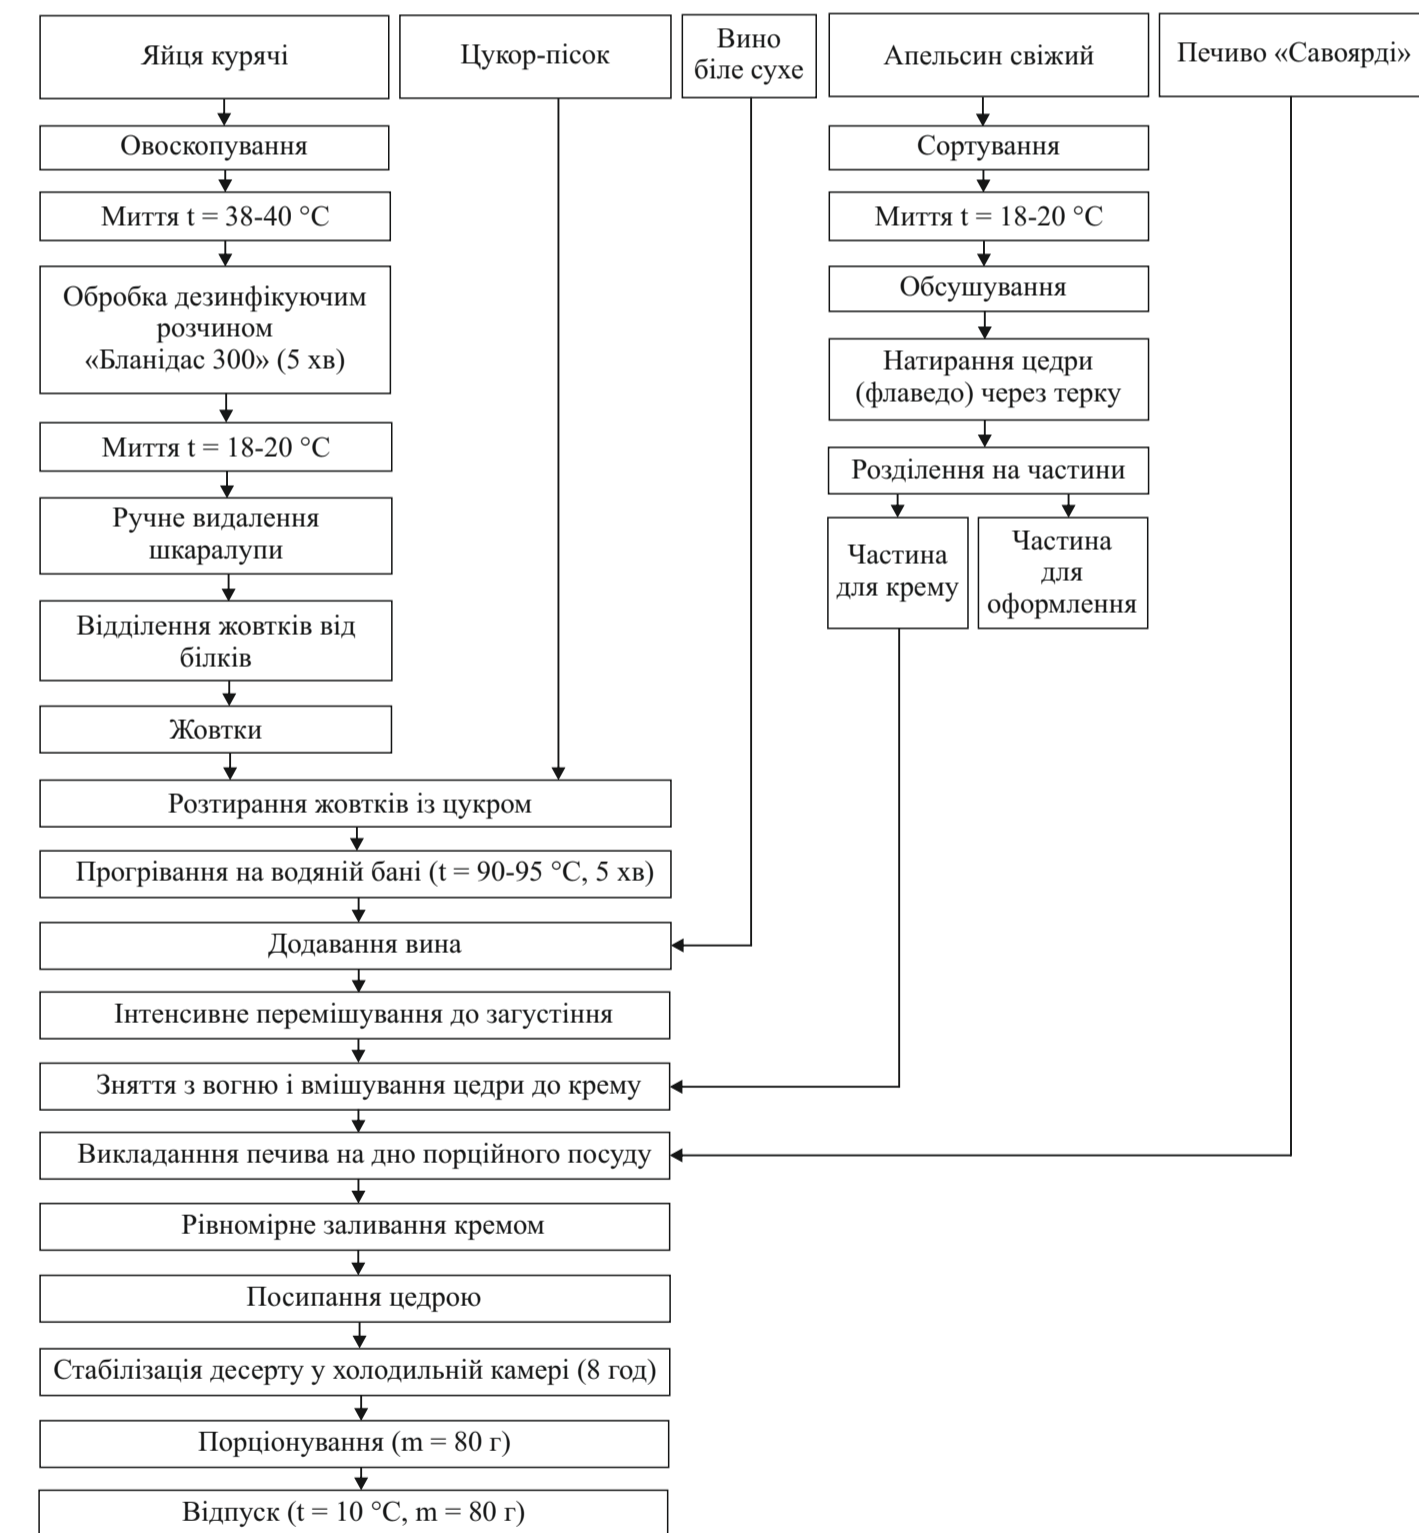 Яйця курячі
Цукор-пісок
Вино
біле сухе
Апельсин свіжий
Печиво «Савоярді»
Овоскопування
Миття t = 38-40 °C
Обробка дезинфікуючим
розчином
«Бланідас 300» (5 хв)
Миття t = 18-20 °C
Ручне видалення
шкаралупи
Відділення жовтків від
білків
Жовтки
Сортування
Миття t = 18-20 °C
Обсушування
Натирання цедри
(флаведо) через терку
Розділення на частини
Частина
для крему
Частина
для
оформлення
Розтирання жовтків із цукром
Прогрівання на водяній бані (t = 90-95 °C, 5 хв)
Додавання вина
Інтенсивне перемішування до загустіння
Зняття з вогню і вмішування цедри до крему
Викладанння печива на дно порційного посуду
Рівномірне заливання кремом
Посипання цедрою
Стабілізація десерту у холодильній камері (8 год)
Порціонування (m = 80 г)
Відпуск (t = 10 °C, m = 80 г)